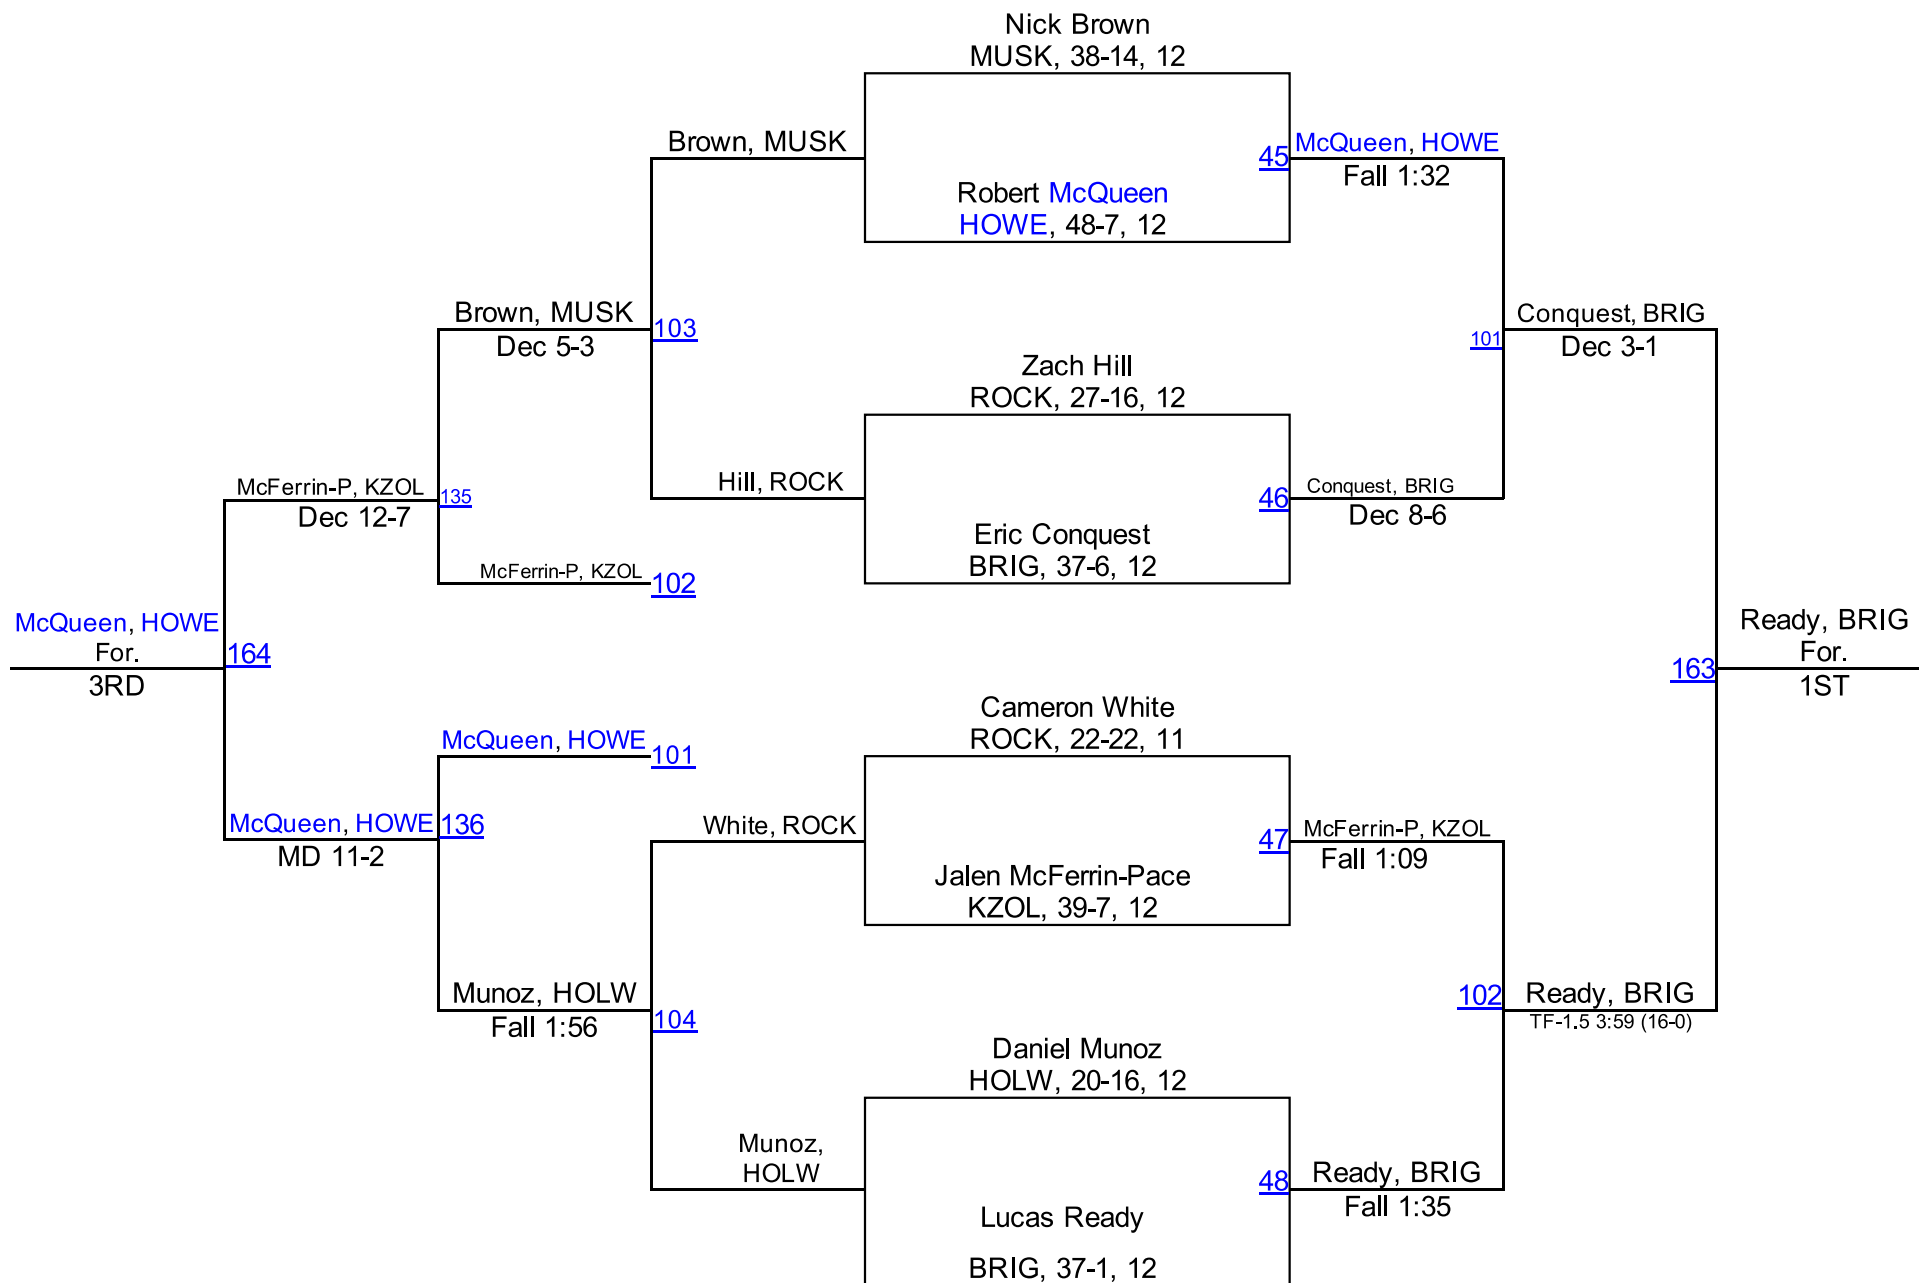 Nick Brown
MUSK, 38-14, 12
Brown, MUSK
45
McQueen, HOWE
Fall 1:32
Robert McQueen
HOWE, 48-7, 12
Brown, MUSK
Dec 5-3
103
101
Conquest, BRIG
Dec 3-1
Zach Hill
ROCK, 27-16, 12
McFerrin-P, KZOL
Dec 12-7
135
Hill, ROCK
46
Conquest, BRIG
Dec 8-6
Eric Conquest
BRIG, 37-6, 12
McFerrin-P, KZOL
102
McQueen, HOWE
For.
3RD
164
163
Ready, BRIG
For.
1ST
Cameron White
ROCK, 22-22, 11
McQueen, HOWE
101
McQueen, HOWE
MD 11-2
136
White, ROCK
47
McFerrin-P, KZOL
Fall 1:09
Jalen McFerrin-Pace
KZOL, 39-7, 12
Munoz, HOLW
Fall 1:56
104
102
Ready, BRIG
TF-1.5 3:59 (16-0)
Daniel Munoz
HOLW, 20-16, 12
Munoz,
HOLW
48
Ready, BRIG
Fall 1:35
Lucas Ready
BRIG, 37-1, 12